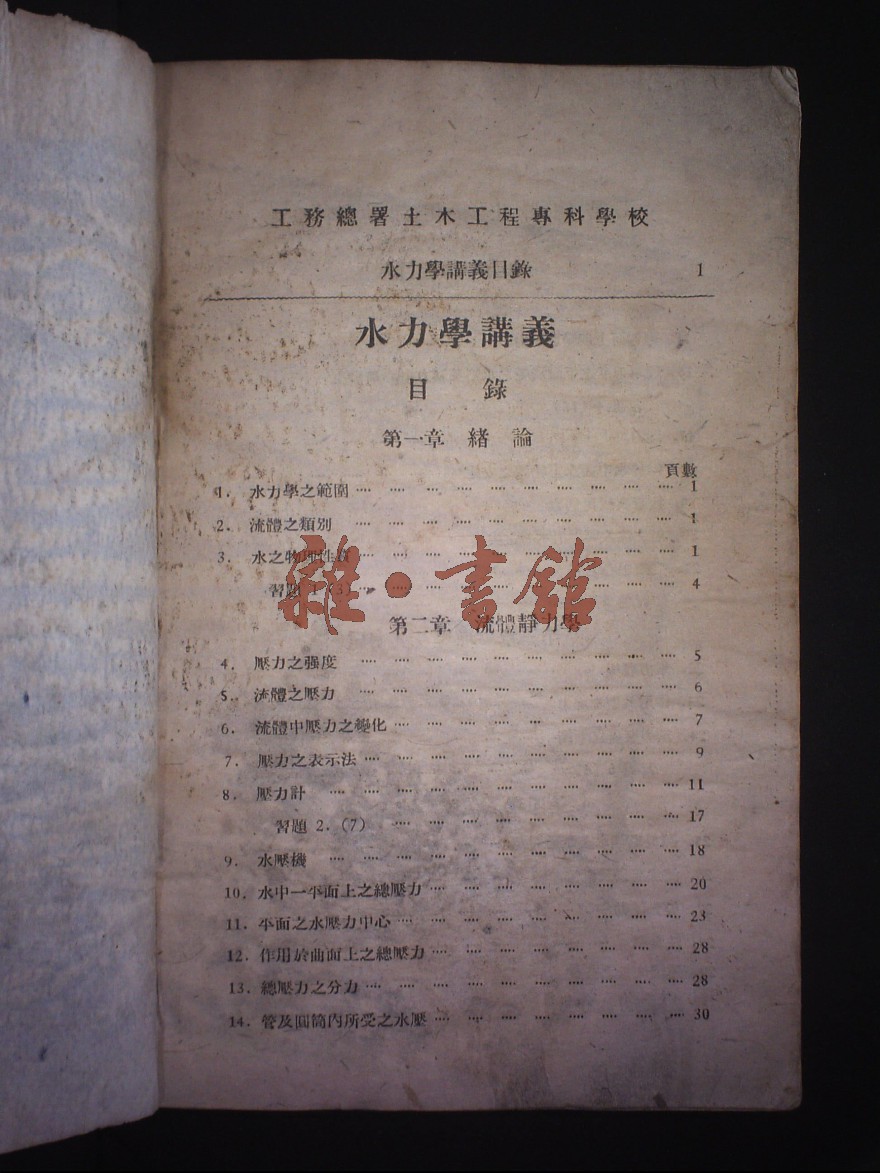 工務總署土木工程專科學校
水力學講義目錄 1
水力學講義
目 錄
第一章 緒 論
頁數
1. 水力學之範圍 ………………………… 1
2. 流體之類別 ………………………… 1
3. 水之物理性質 ………………………… 1
習題 1.(3) ………………………… 4
雜·書館
第二章 流體靜力學
4. 壓力之强度 ………………………… 5
5. 流體之壓力 ………………………… 6
6. 流體中壓力之變化 ………………………… 7
7. 壓力之表示法 ………………………… 9
8. 壓力計 ………………………… 11
習題 2.(7) ………………………… 17
9. 水壓機 ………………………… 18
10. 水中一平面上之總壓力 ………………………… 20
11. 平面之水壓力中心 ………………………… 23
12. 作用於曲面上之總壓力 ………………………… 28
13. 總壓力之分力 ………………………… 28
14. 管及圓筒內所受之水壓 ………………………… 30